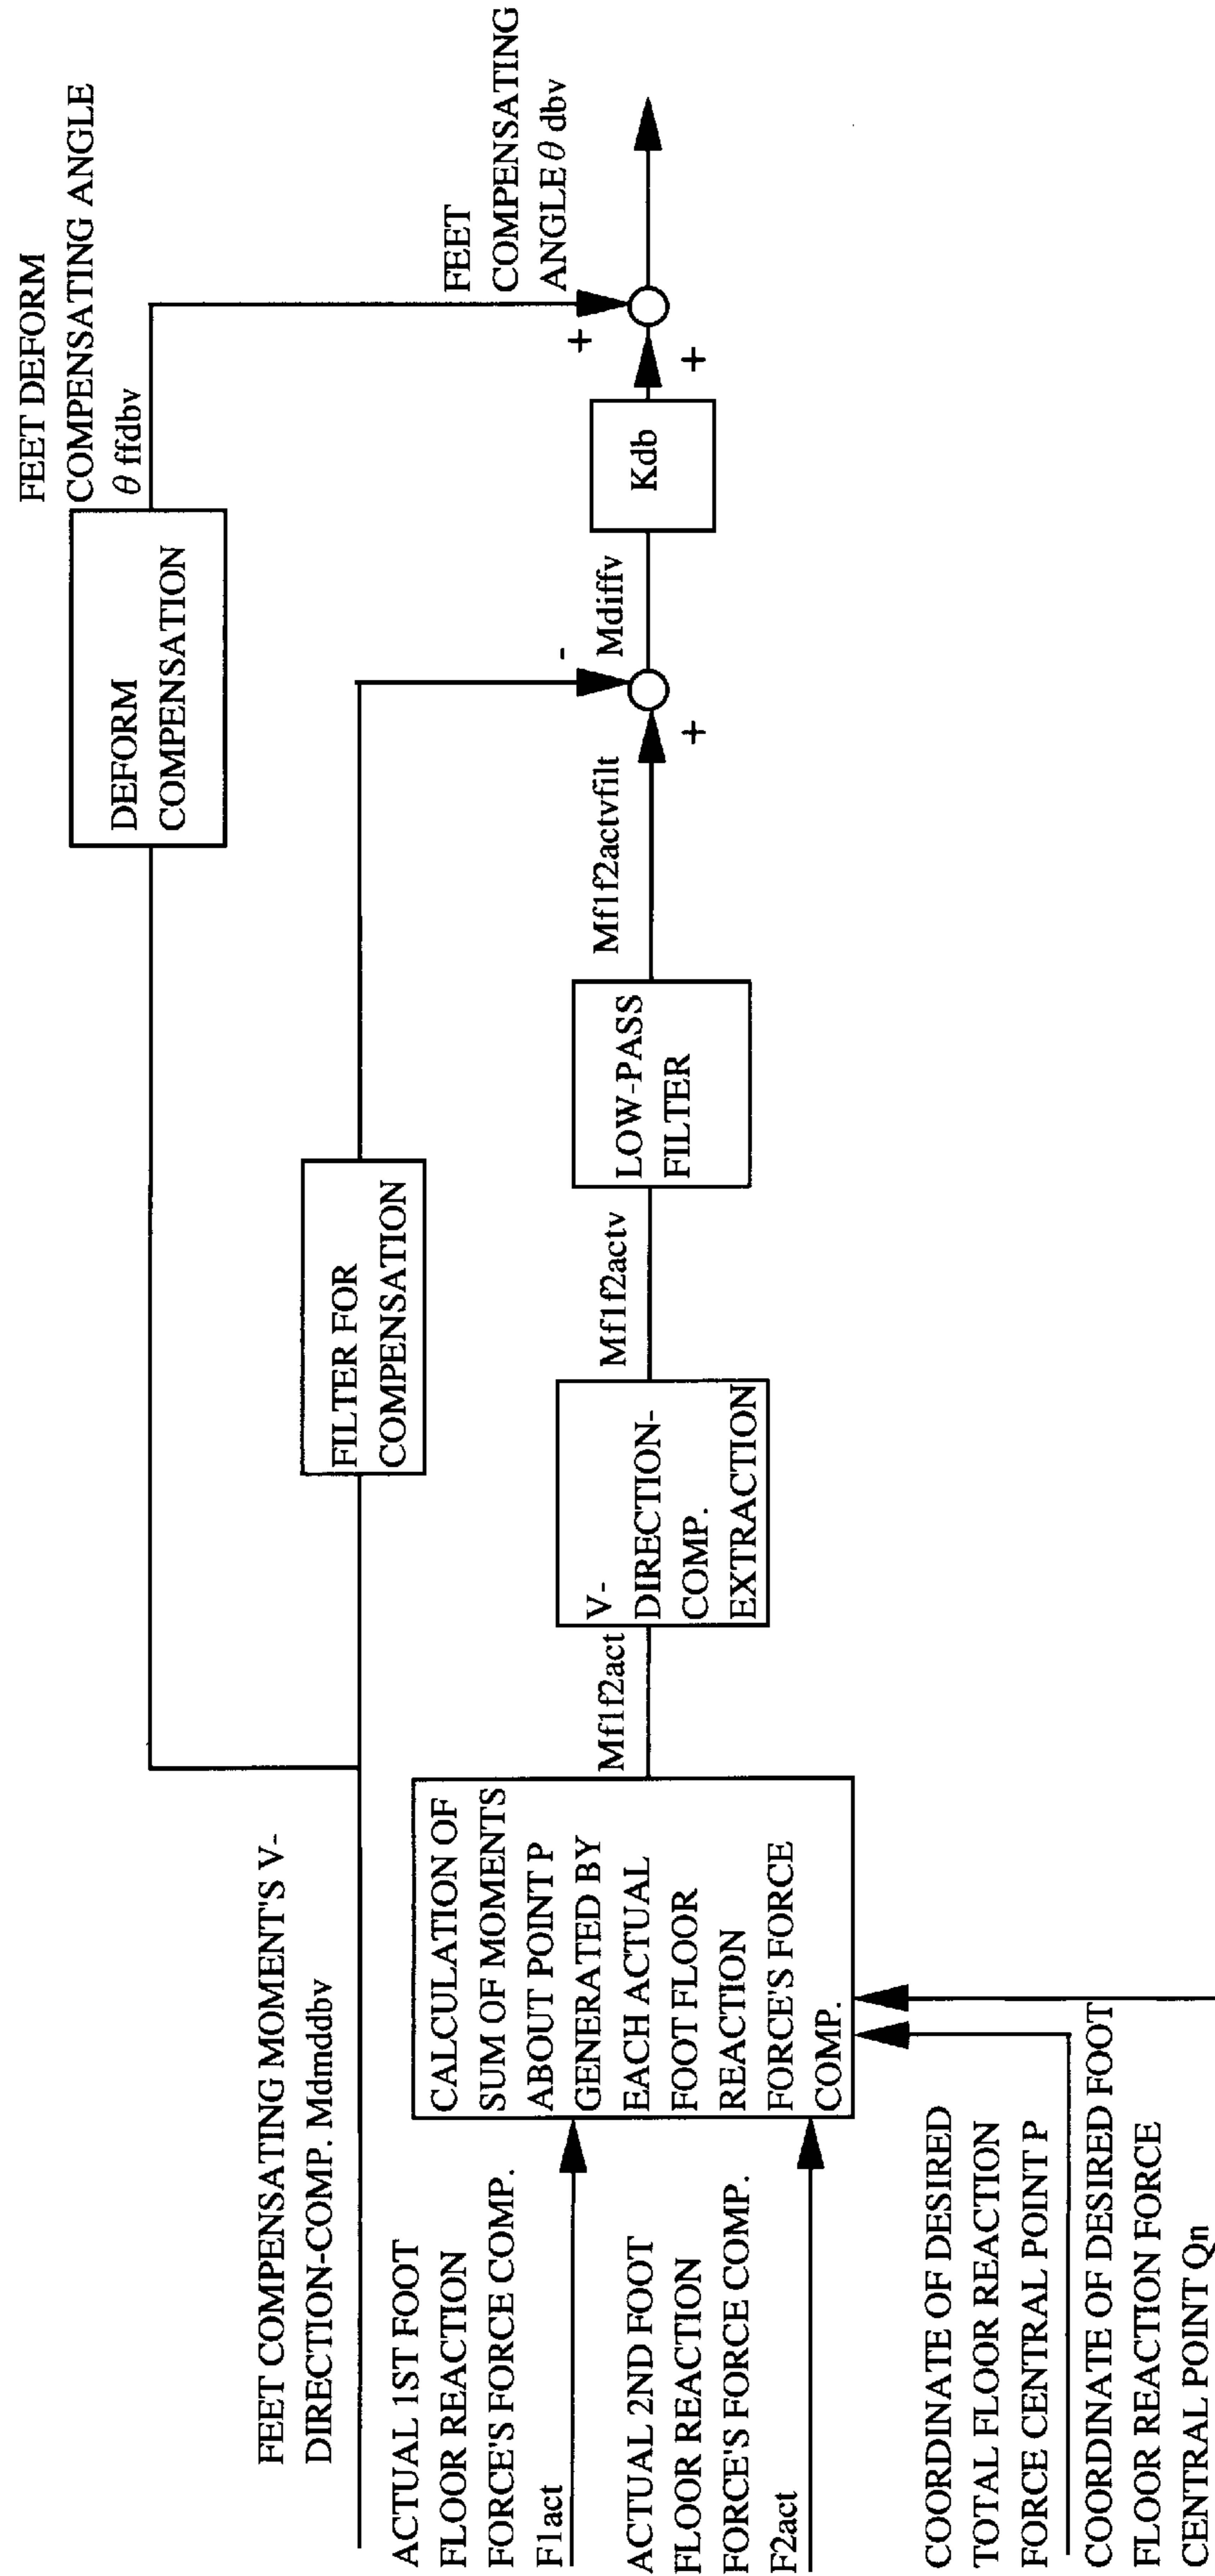 FEET COMPENSATING MOMENT'S V-
DIRECTION-COMP. Mdmddbv
ACTUAL 1ST FOOT
FLOOR REACTION
FORCE'S FORCE COMP.
F1act
ACTUAL 2ND FOOT
FLOOR REACTION
FORCE'S FORCE COMP.
F2act
COORDINATE OF DESIRED
TOTAL FLOOR REACTION
FORCE CENTRAL POINT P
COORDINATE OF DESIRED FOOT
FLOOR REACTION FORCE
CENTRAL POINT Qn
CALCULATION OF
SUM OF MOMENTS
ABOUT POINT P
GENERATED BY
EACH ACTUAL
FOOT FLOOR
REACTION
FORCE'S FORCE
COMP.
Mf1f2act
V-
DIRECTION-
COMP.
EXTRACTION
Mf1f2actv
FILTER FOR
COMPENSATION
LOW-PASS
FILTER
Mf1f2actvfilt
+
-
Mdiffv
DEFORM
COMPENSATION
FEET DEFORM
COMPENSATING ANGLE
θ ffdbv
Kdb
+
+
FEET
COMPENSATING
ANGLE θ dbv